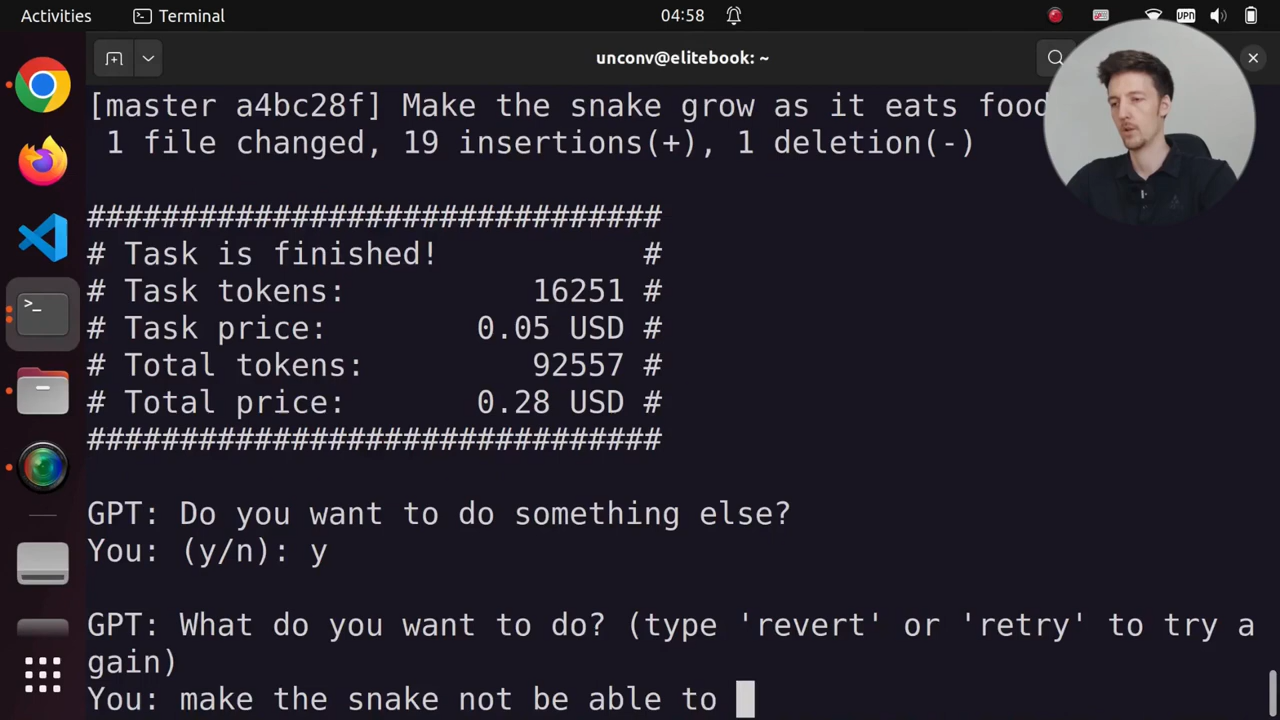 Activities Terminal 04:58 VPN
unconv@elitebook: ~
[master a4bc28f] Make the snake grow as it eats food
1 file changed, 19 insertions(+), 1 deletion(-)
###############################
# Task is finished! #
# Task tokens: 16251 #
# Task price: 0.05 USD #
# Total tokens: 92557 #
# Total price: 0.28 USD #
###############################
GPT: Do you want to do something else?
You: (y/n): y
GPT: What do you want to do? (type 'revert' or 'retry' to try a
gain)
You: make the snake not be able to